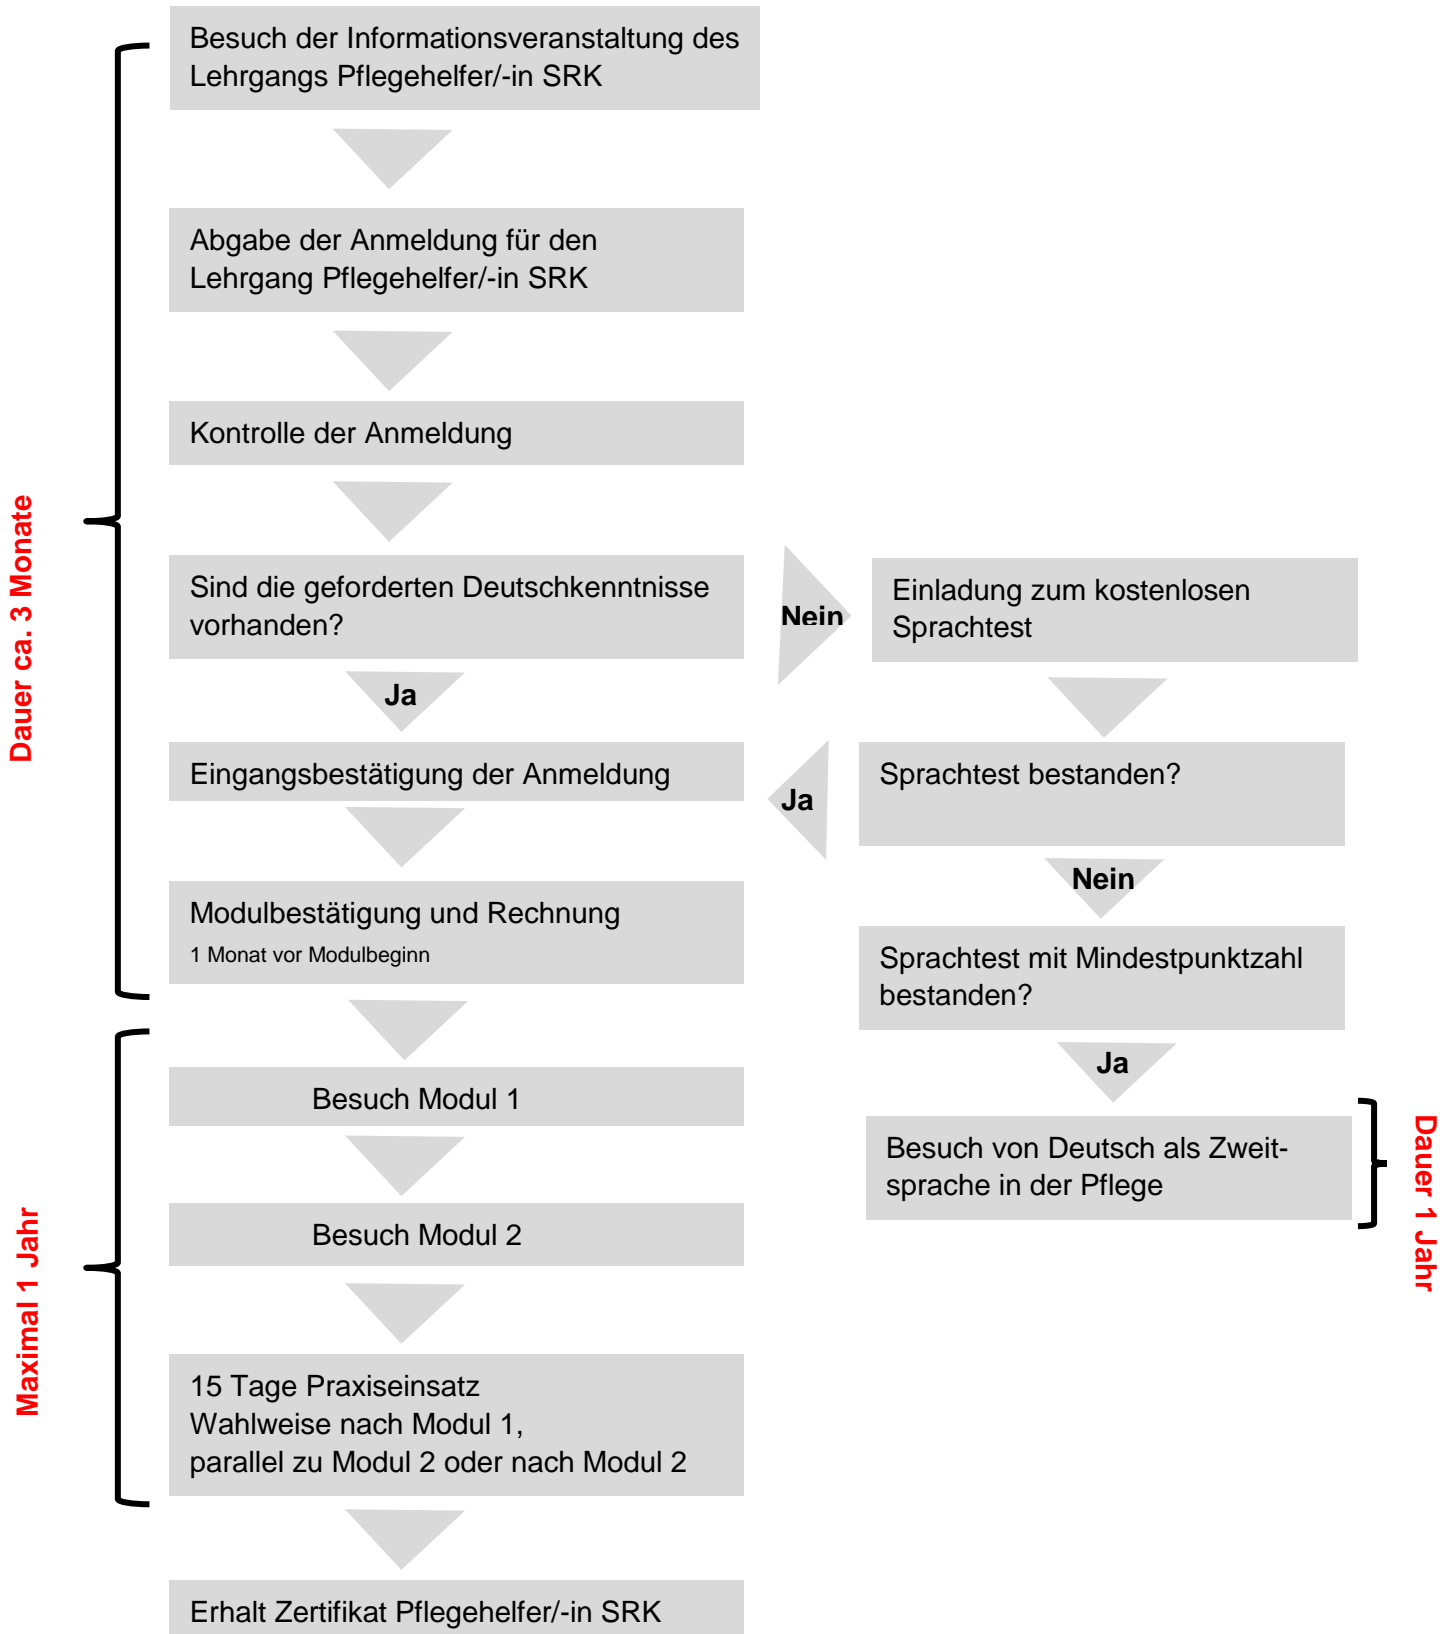 Besuch der Informationsveranstaltung des
Lehrgangs Pflegehelfer/-in SRK
Abgabe der Anmeldung für den
Lehrgang Pflegehelfer/-in SRK
Kontrolle der Anmeldung
Dauer ca. 3 Monate
Sind die geforderten Deutschkenntnisse
vorhanden?
Nein
Einladung zum kostenlosen
Sprachtest
Ja
Eingangsbestätigung der Anmeldung
Ja
Sprachtest bestanden?
Nein
Modulbestätigung und Rechnung
1 Monat vor Modulbeginn
Sprachtest mit Mindestpunktzahl
bestanden?
Ja
Besuch Modul 1
Besuch von Deutsch als Zweit-
sprache in der Pflege
Dauer 1 Jahr
Besuch Modul 2
Maximal 1 Jahr
15 Tage Praxiseinsatz
Wahlweise nach Modul 1,
parallel zu Modul 2 oder nach Modul 2
Erhalt Zertifikat Pflegehelfer/-in SRK